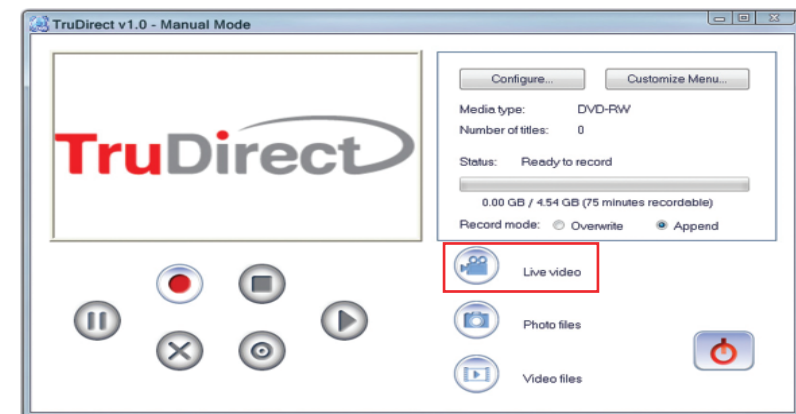 TruDirect v1.0 - Manual Mode
TruDirect
Configure...
Customize Menu...
Media type: DVD-RW
Number of titles: 0
Status: Ready to record
0.00 GB / 4.54 GB (75 minutes recordable)
Record mode: Overwrite Append
Live video
Photo files
Video files